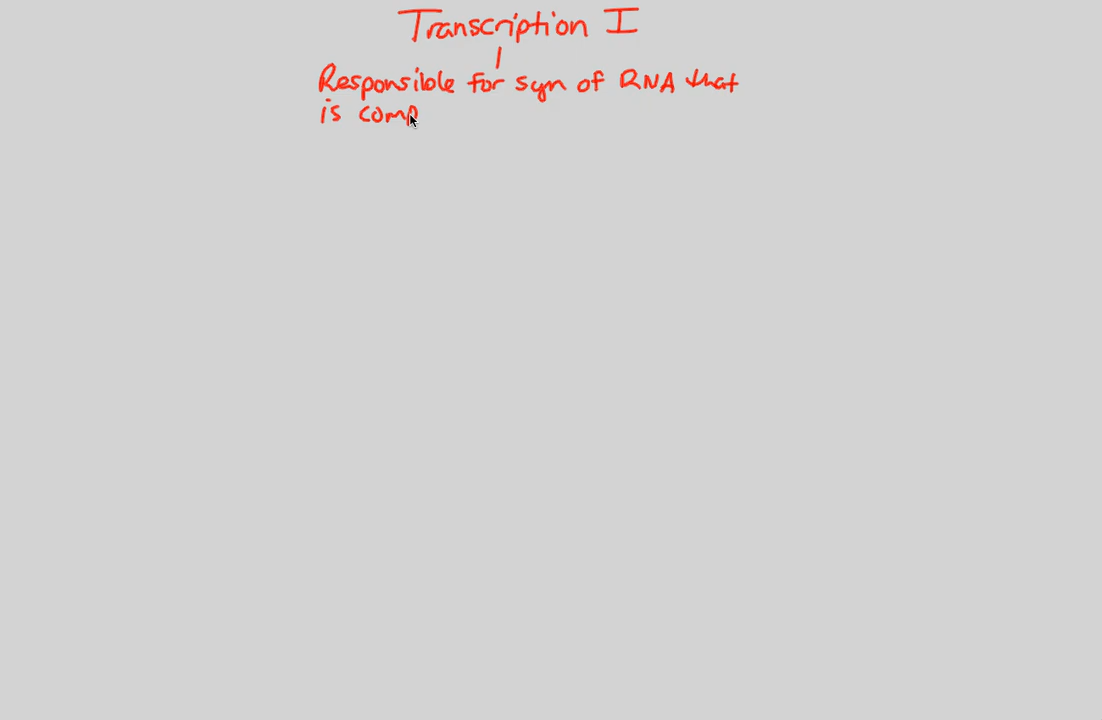 Transcription I
Responsible for syn of RNA that
is comp